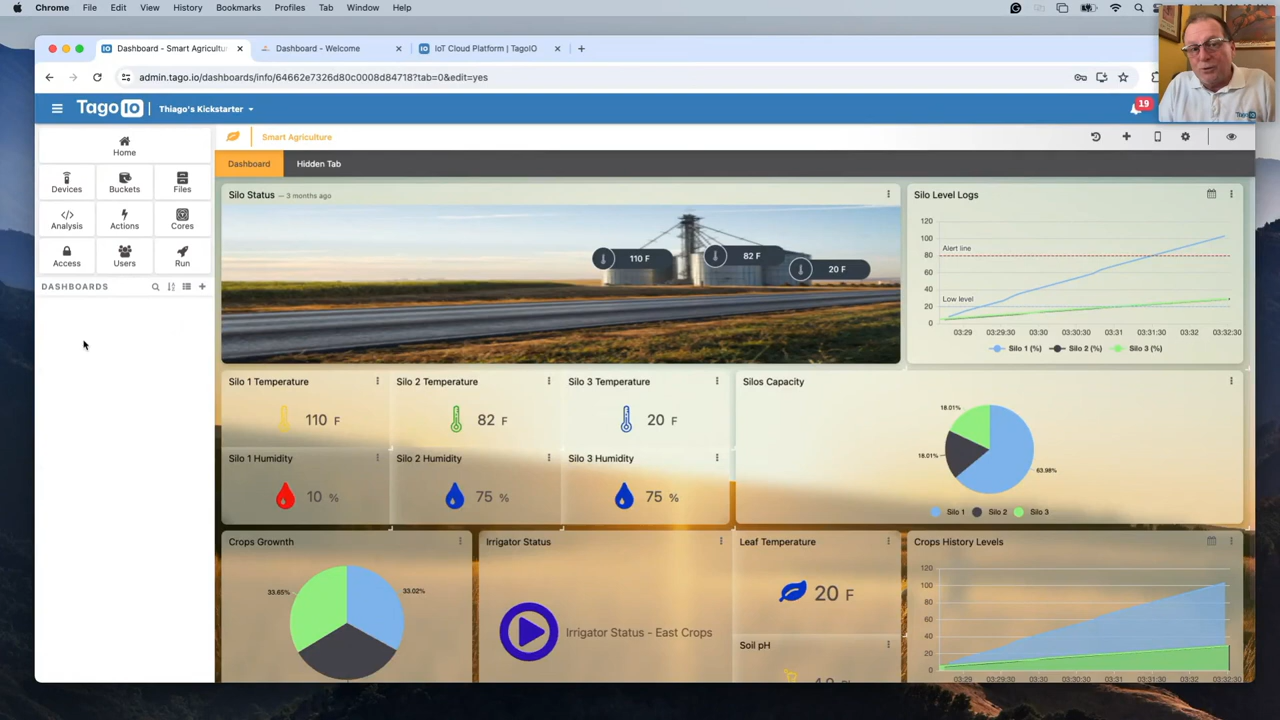 Chrome File Edit View History Bookmarks Profiles Tab Window Help
Dashboard - Smart Agricultur
Dashboard - Welcome
IoT Cloud Platform | TagoIO
admin.tago.io/dashboards/info/64662e7326d80c0008d84718?tab=0&edit=yes
TagoIO Thiago's Kickstarter
19
Home
Devices Buckets Files
Analysis Actions Cores
Access Users Run
DASHBOARDS
Smart Agriculture
Dashboard Hidden Tab
Silo Status — 3 months ago
110 F
82 F
20 F
Silo Level Logs
120
100
80
60
40
20
0
Alert line
Low level
03:29 03:29:30 03:30 03:30:30 03:31 03:31:30 03:32 03:32:30
Silo 1 (%) Silo 2 (%) Silo 3 (%)
Silo 1 Temperature
110 F
Silo 2 Temperature
82 F
Silo 3 Temperature
20 F
Silo 1 Humidity
10 %
Silo 2 Humidity
75 %
Silo 3 Humidity
75 %
Silos Capacity
18.01%
18.01%
63.98%
Silo 1 Silo 2 Silo 3
Crops Growth
33.65%
33.02%
Irrigator Status
Irrigator Status - East Crops
Leaf Temperature
20 F
Soil pH
Crops History Levels
120
100
80
60
40
20
0
03:29 03:29:30 03:30 03:30:30 03:31 03:31:30 03:32 03:32:30